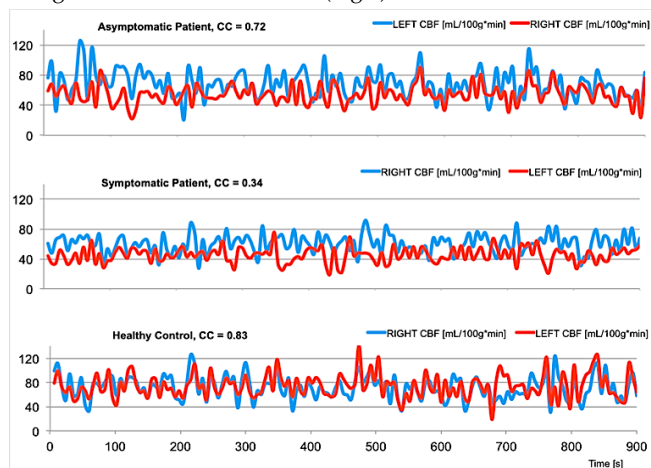 Asymptomatic Patient, CC = 0.72
LEFT CBF [mL/100g*min] RIGHT CBF [mL/100g*min]
120
80
40
0
Symptomatic Patient, CC = 0.34
RIGHT CBF [mL/100g*min] LEFT CBF [mL/100g*min]
120
80
40
0
Healthy Control, CC = 0.83
RIGHT CBF [mL/100g*min] LEFT CBF [mL/100g*min]
120
80
40
0
0 100 200 300 400 500 600 700 800 900
Time [s]